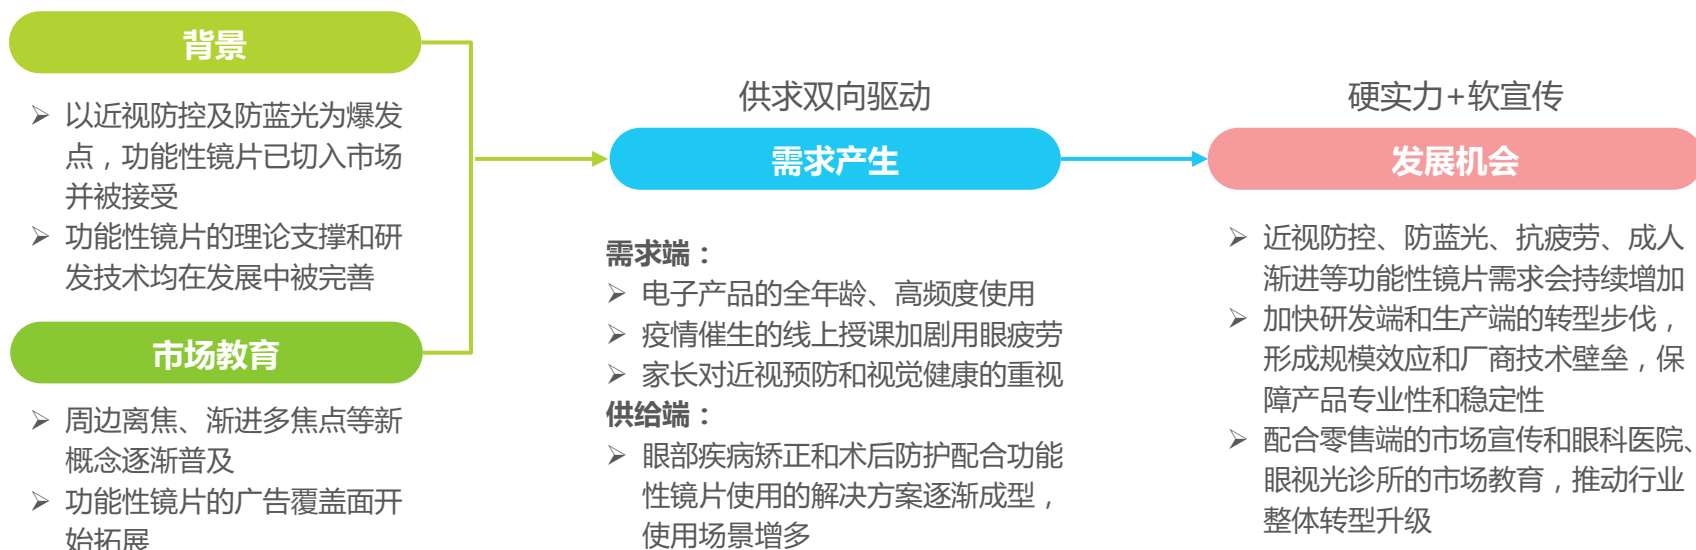 背景
以近视防控及防蓝光为爆发
点，功能性镜片已切入市场
并被接受
功能性镜片的理论支撑和研
发技术均在发展中被完善
市场教育
周边离焦、渐进多焦点等新
概念逐渐普及
功能性镜片的广告覆盖面开
始拓展
供求双向驱动
需求产生
需求端：
电子产品的全年龄、高频度使用
疫情催生的线上授课加剧用眼疲劳
家长对近视预防和视觉健康的重视
供给端：
眼部疾病矫正和术后防护配合功能
性镜片使用的解决方案逐渐成型，
使用场景增多
硬实力+软宣传
发展机会
近视防控、防蓝光、抗疲劳、成人
渐进等功能性镜片需求会持续增加
加快研发端和生产端的转型步伐，
形成规模效应和厂商技术壁垒，保
障产品专业性和稳定性
配合零售端的市场宣传和眼科医院、
眼视光诊所的市场教育，推动行业
整体转型升级